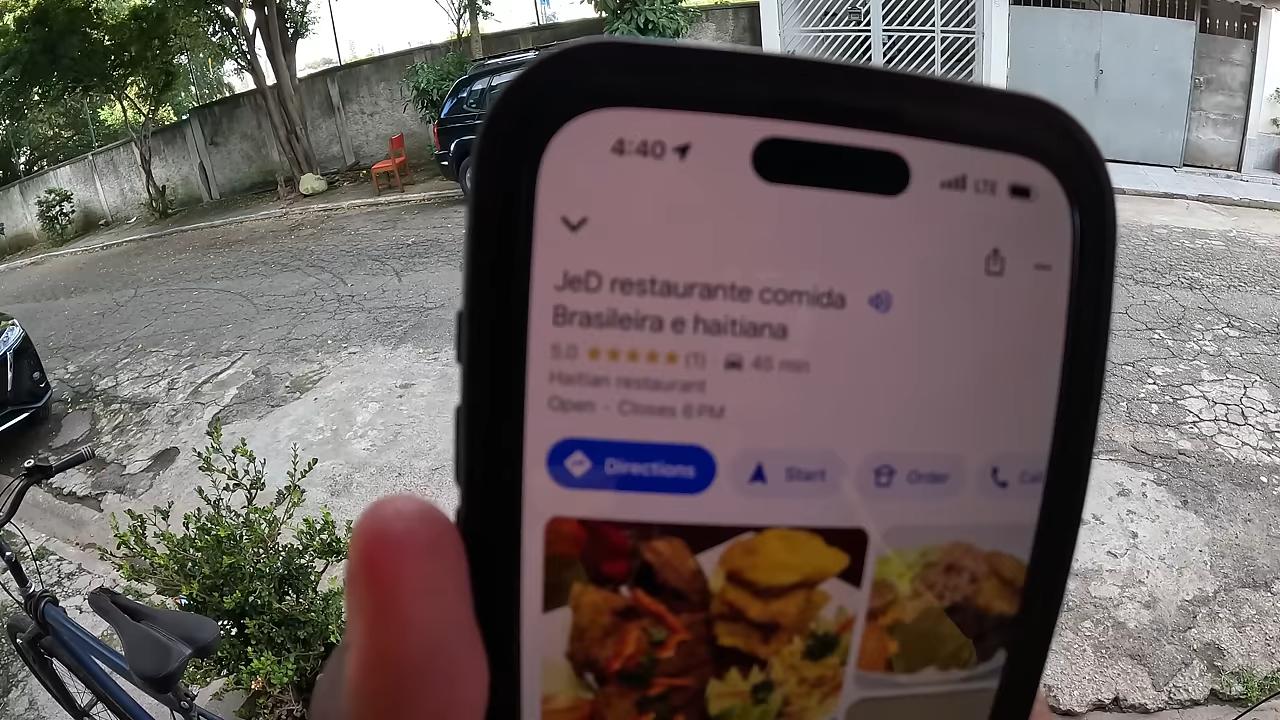 4:40
LTE
JeD restaurante comida
Brasileira e haitiana
5.0 (1) 46 min
Haitian restaurant
Open · Closes 6 PM
Directions
Start
Order